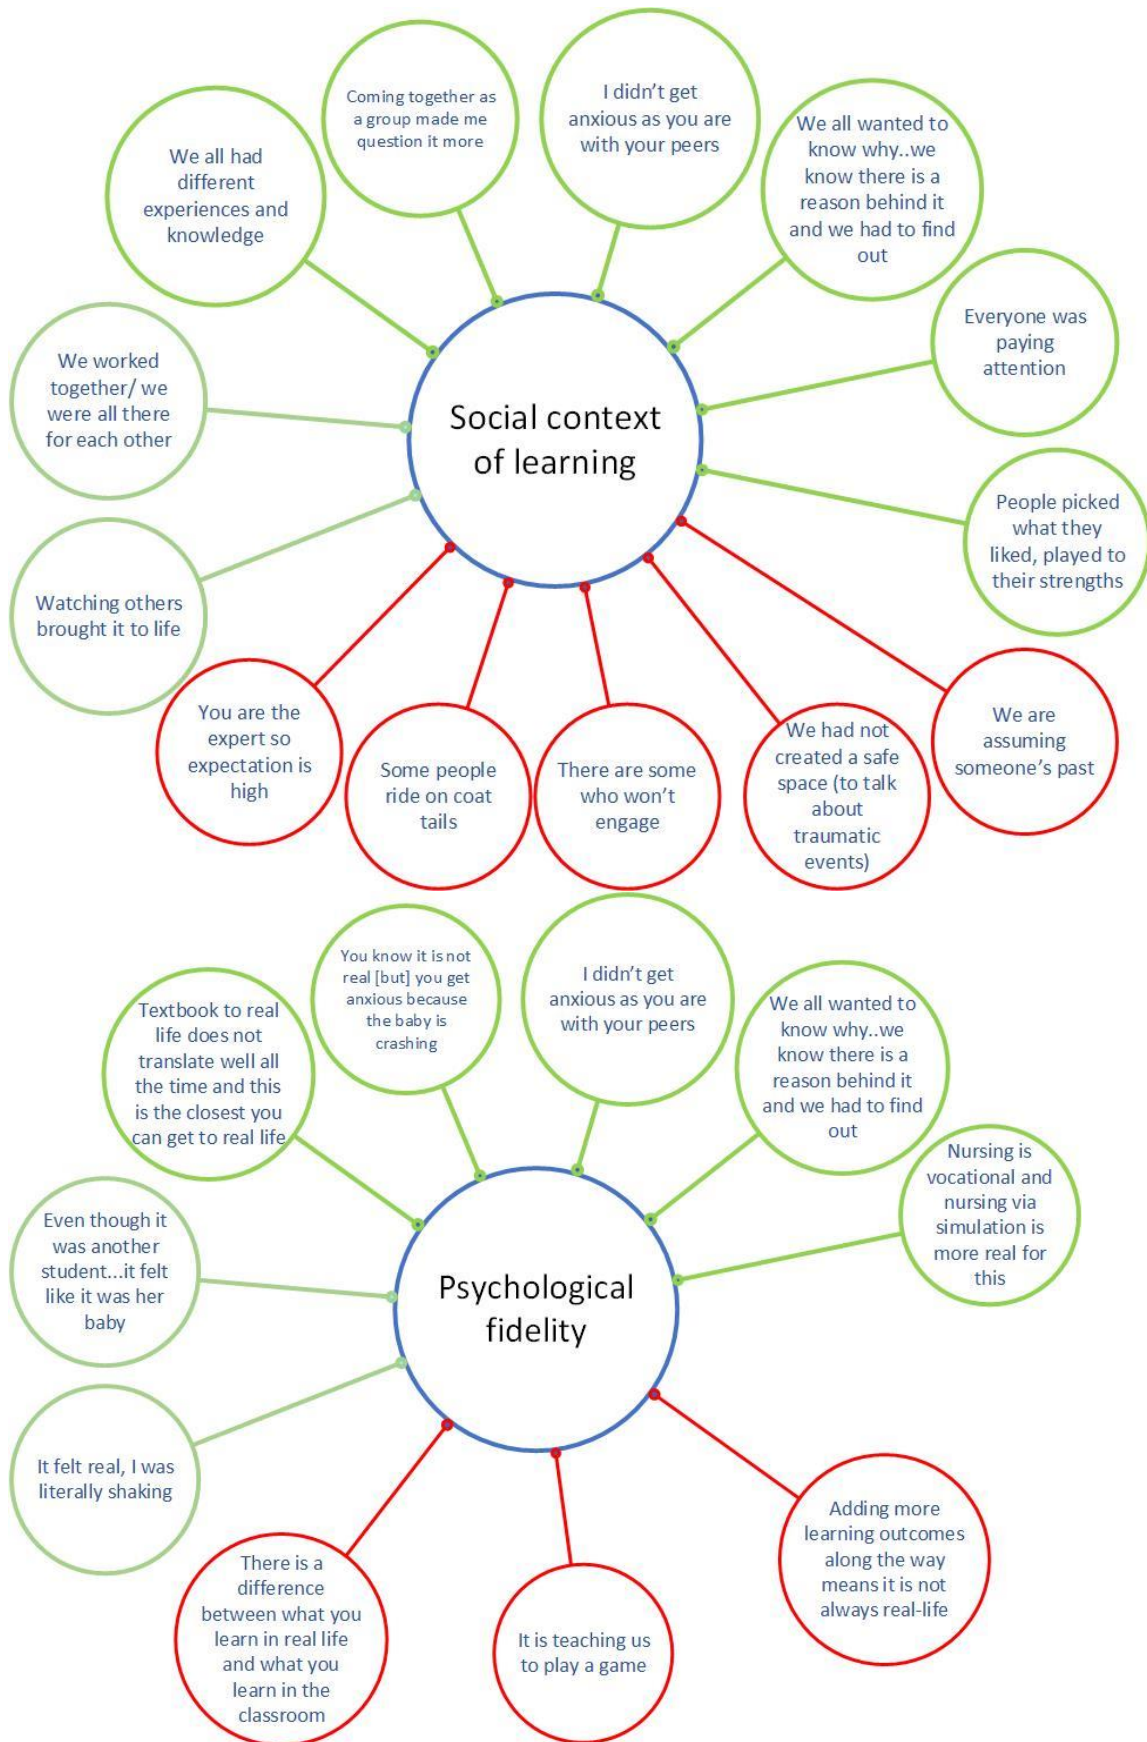 Coming together as
a group made me
question it more
I didn't get
anxious as you are
with your peers
We all wanted to
know why..we
know there is a
reason behind it
and we had to find
out
We all had
different
experiences and
knowledge
Everyone was
paying
attention
We worked
together/ we
were all there
for each other
Social context
of learning
People picked
what they
liked, played to
their strengths
Watching others
brought it to life
You are the
expert so
expectation is
high
Some people
ride on coat
tails
There are some
who won't
engage
We had not
created a safe
space (to talk
about
traumatic
events)
We are
assuming
someone's past
You know it is not
real [but] you get
anxious because
the baby is
crashing
I didn't get
anxious as you are
with your peers
We all wanted to
know why..we
know there is a
reason behind it
and we had to find
out
Textbook to real
life does not
translate well all
the time and this
is the closest you
can get to real life
Nursing is
vocational and
nursing via
simulation is
more real for
this
Even though it
was another
student...it felt
like it was her
baby
Psychological
fidelity
It felt real, I was
literally shaking
There is a
difference
between what you
learn in real life
and what you
learn in the
classroom
It is teaching us
to play a game
Adding more
learning outcomes
along the way
means it is not
always real-life